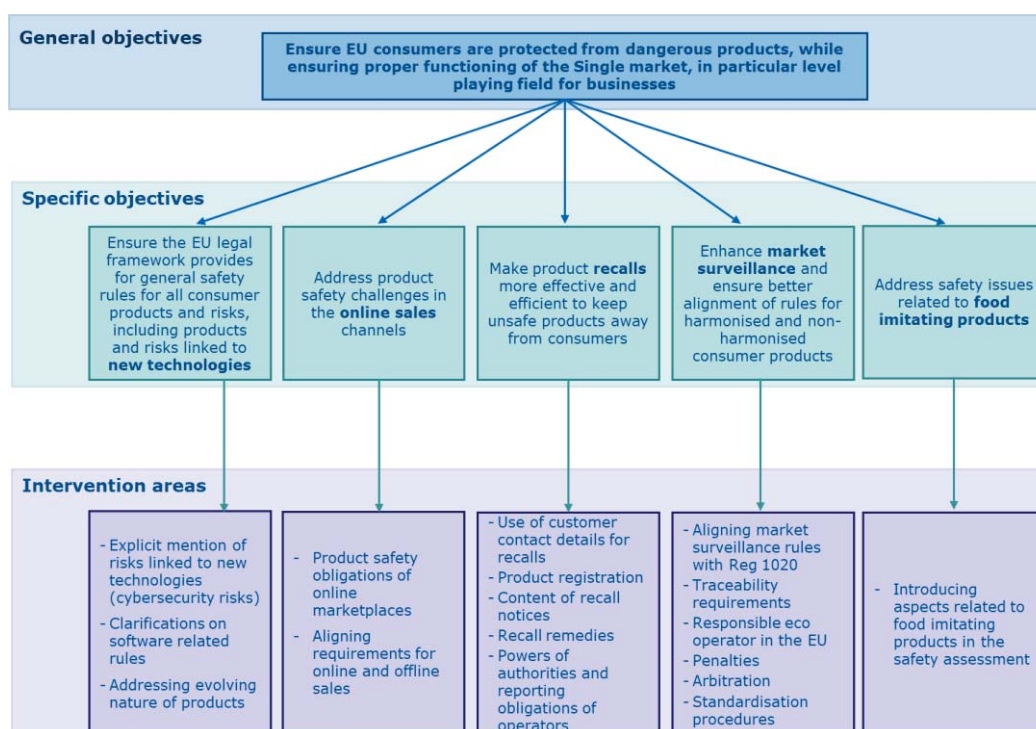 General objectives
Ensure EU consumers are protected from dangerous products, while
ensuring proper functioning of the Single market, in particular level
playing field for businesses
Specific objectives
Ensure the EU legal
framework provides
for general safety
rules for all consumer
products and risks,
including products
and risks linked to
new technologies
Address product
safety challenges in
the online sales
channels
Make product recalls
more effective and
efficient to keep
unsafe products away
from consumers
Enhance market
surveillance and
ensure better
alignment of rules for
harmonised and non-
harmonised
consumer products
Address safety issues
related to food
imitating products
Intervention areas
- Explicit mention of
risks linked to new
technologies
(cybersecurity risks)
- Clarifications on
software related
rules
- Addressing evolving
nature of products
- Product safety
obligations of
online
marketplaces
- Aligning
requirements for
online and offline
sales
- Use of customer
contact details for
recalls
- Product registration
- Content of recall
notices
- Recall remedies
- Powers of
authorities and
reporting
obligations of
operators
- Aligning market
surveillance rules
with Reg 1020
- Traceability
requirements
- Responsible eco
operator in the EU
- Penalties
- Arbitration
- Standardisation
procedures
- Introducing
aspects related to
food imitating
products in the
safety assessment